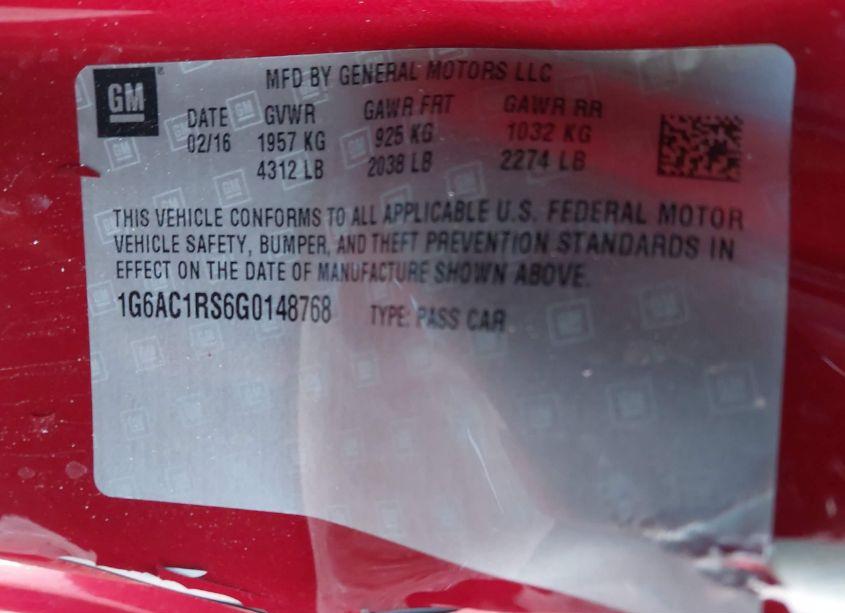 GM
MFD BY GENERAL MOTORS LLC
DATE GVWR GAWR FRT GAWR RR
02/16 1957 KG 925 KG 1032 KG
4312 LB 2038 LB 2274 LB
THIS VEHICLE CONFORMS TO ALL APPLICABLE U.S. FEDERAL MOTOR
VEHICLE SAFETY, BUMPER, AND THEFT PREVENTION STANDARDS IN
EFFECT ON THE DATE OF MANUFACTURE SHOWN ABOVE.
1G6AC1RS6G0148768 TYPE: PASS CAR